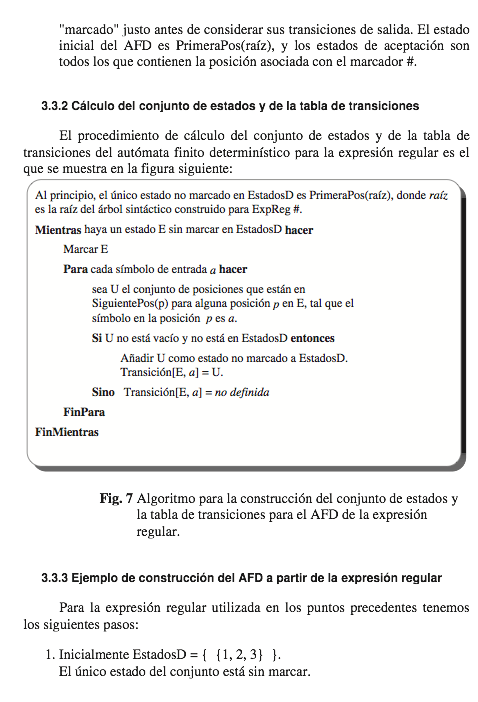 "marcado" justo antes de considerar sus transiciones de salida. El estado
inicial del AFD es PrimeraPos(raíz), y los estados de aceptación son
todos los que contienen la posición asociada con el marcador #.
3.3.2 Cálculo del conjunto de estados y de la tabla de transiciones
El procedimiento de cálculo del conjunto de estados y de la tabla de
transiciones del autómata finito determinístico para la expresión regular es el
que se muestra en la figura siguiente:
Al principio, el único estado no marcado en EstadosD es PrimeraPos(raíz), donde raíz
es la raíz del árbol sintáctico construido para ExpReg #.
Mientras haya un estado E sin marcar en EstadosD hacer
Marcar E
Para cada símbolo de entrada a hacer
sea U el conjunto de posiciones que están en
SiguientePos(p) para alguna posición p en E, tal que el
símbolo en la posición p es a.
Si U no está vacío y no está en EstadosD entonces
Añadir U como estado no marcado a EstadosD.
Transición[E, a] = U.
Sino Transición[E, a] = no definida
FinPara
FinMientras
Fig. 7 Algoritmo para la construcción del conjunto de estados y
la tabla de transiciones para el AFD de la expresión
regular.
3.3.3 Ejemplo de construcción del AFD a partir de la expresión regular
Para la expresión regular utilizada en los puntos precedentes tenemos
los siguientes pasos:
1. Inicialmente EstadosD = { {1, 2, 3} }.
El único estado del conjunto está sin marcar.